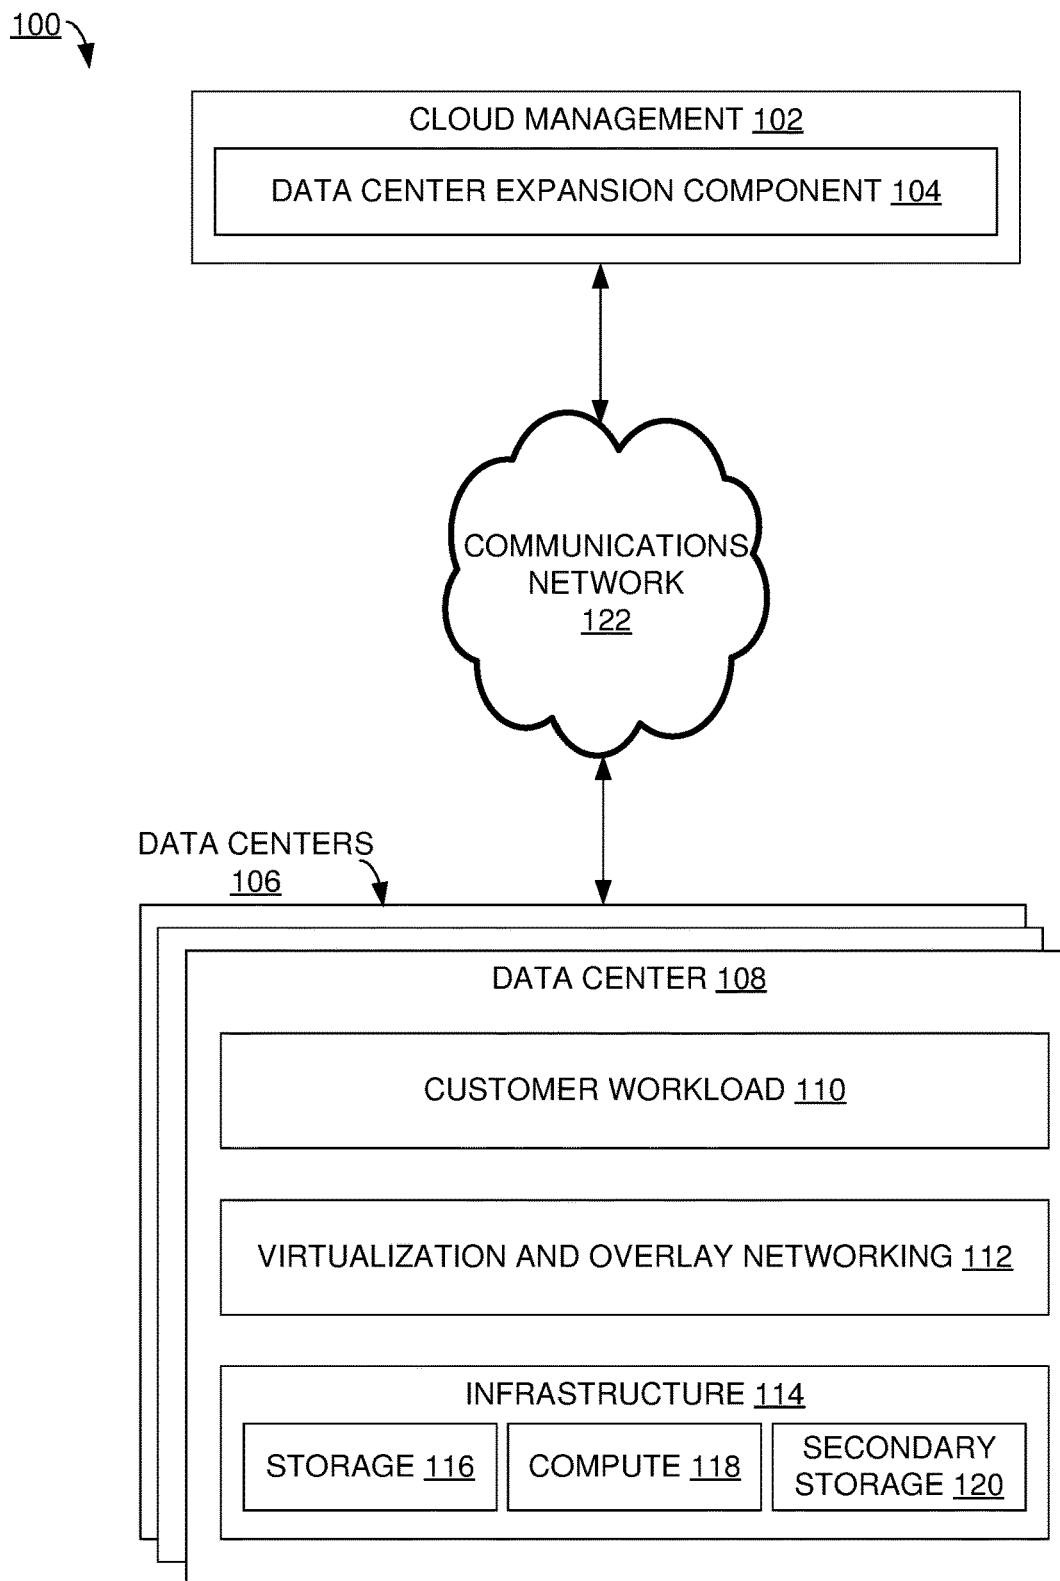 100
CLOUD MANAGEMENT 102
DATA CENTER EXPANSION COMPONENT 104
COMMUNICATIONS
NETWORK
122
DATA CENTERS
106
DATA CENTER 108
CUSTOMER WORKLOAD 110
VIRTUALIZATION AND OVERLAY NETWORKING 112
INFRASTRUCTURE 114
STORAGE 116
COMPUTE 118
SECONDARY
STORAGE 120